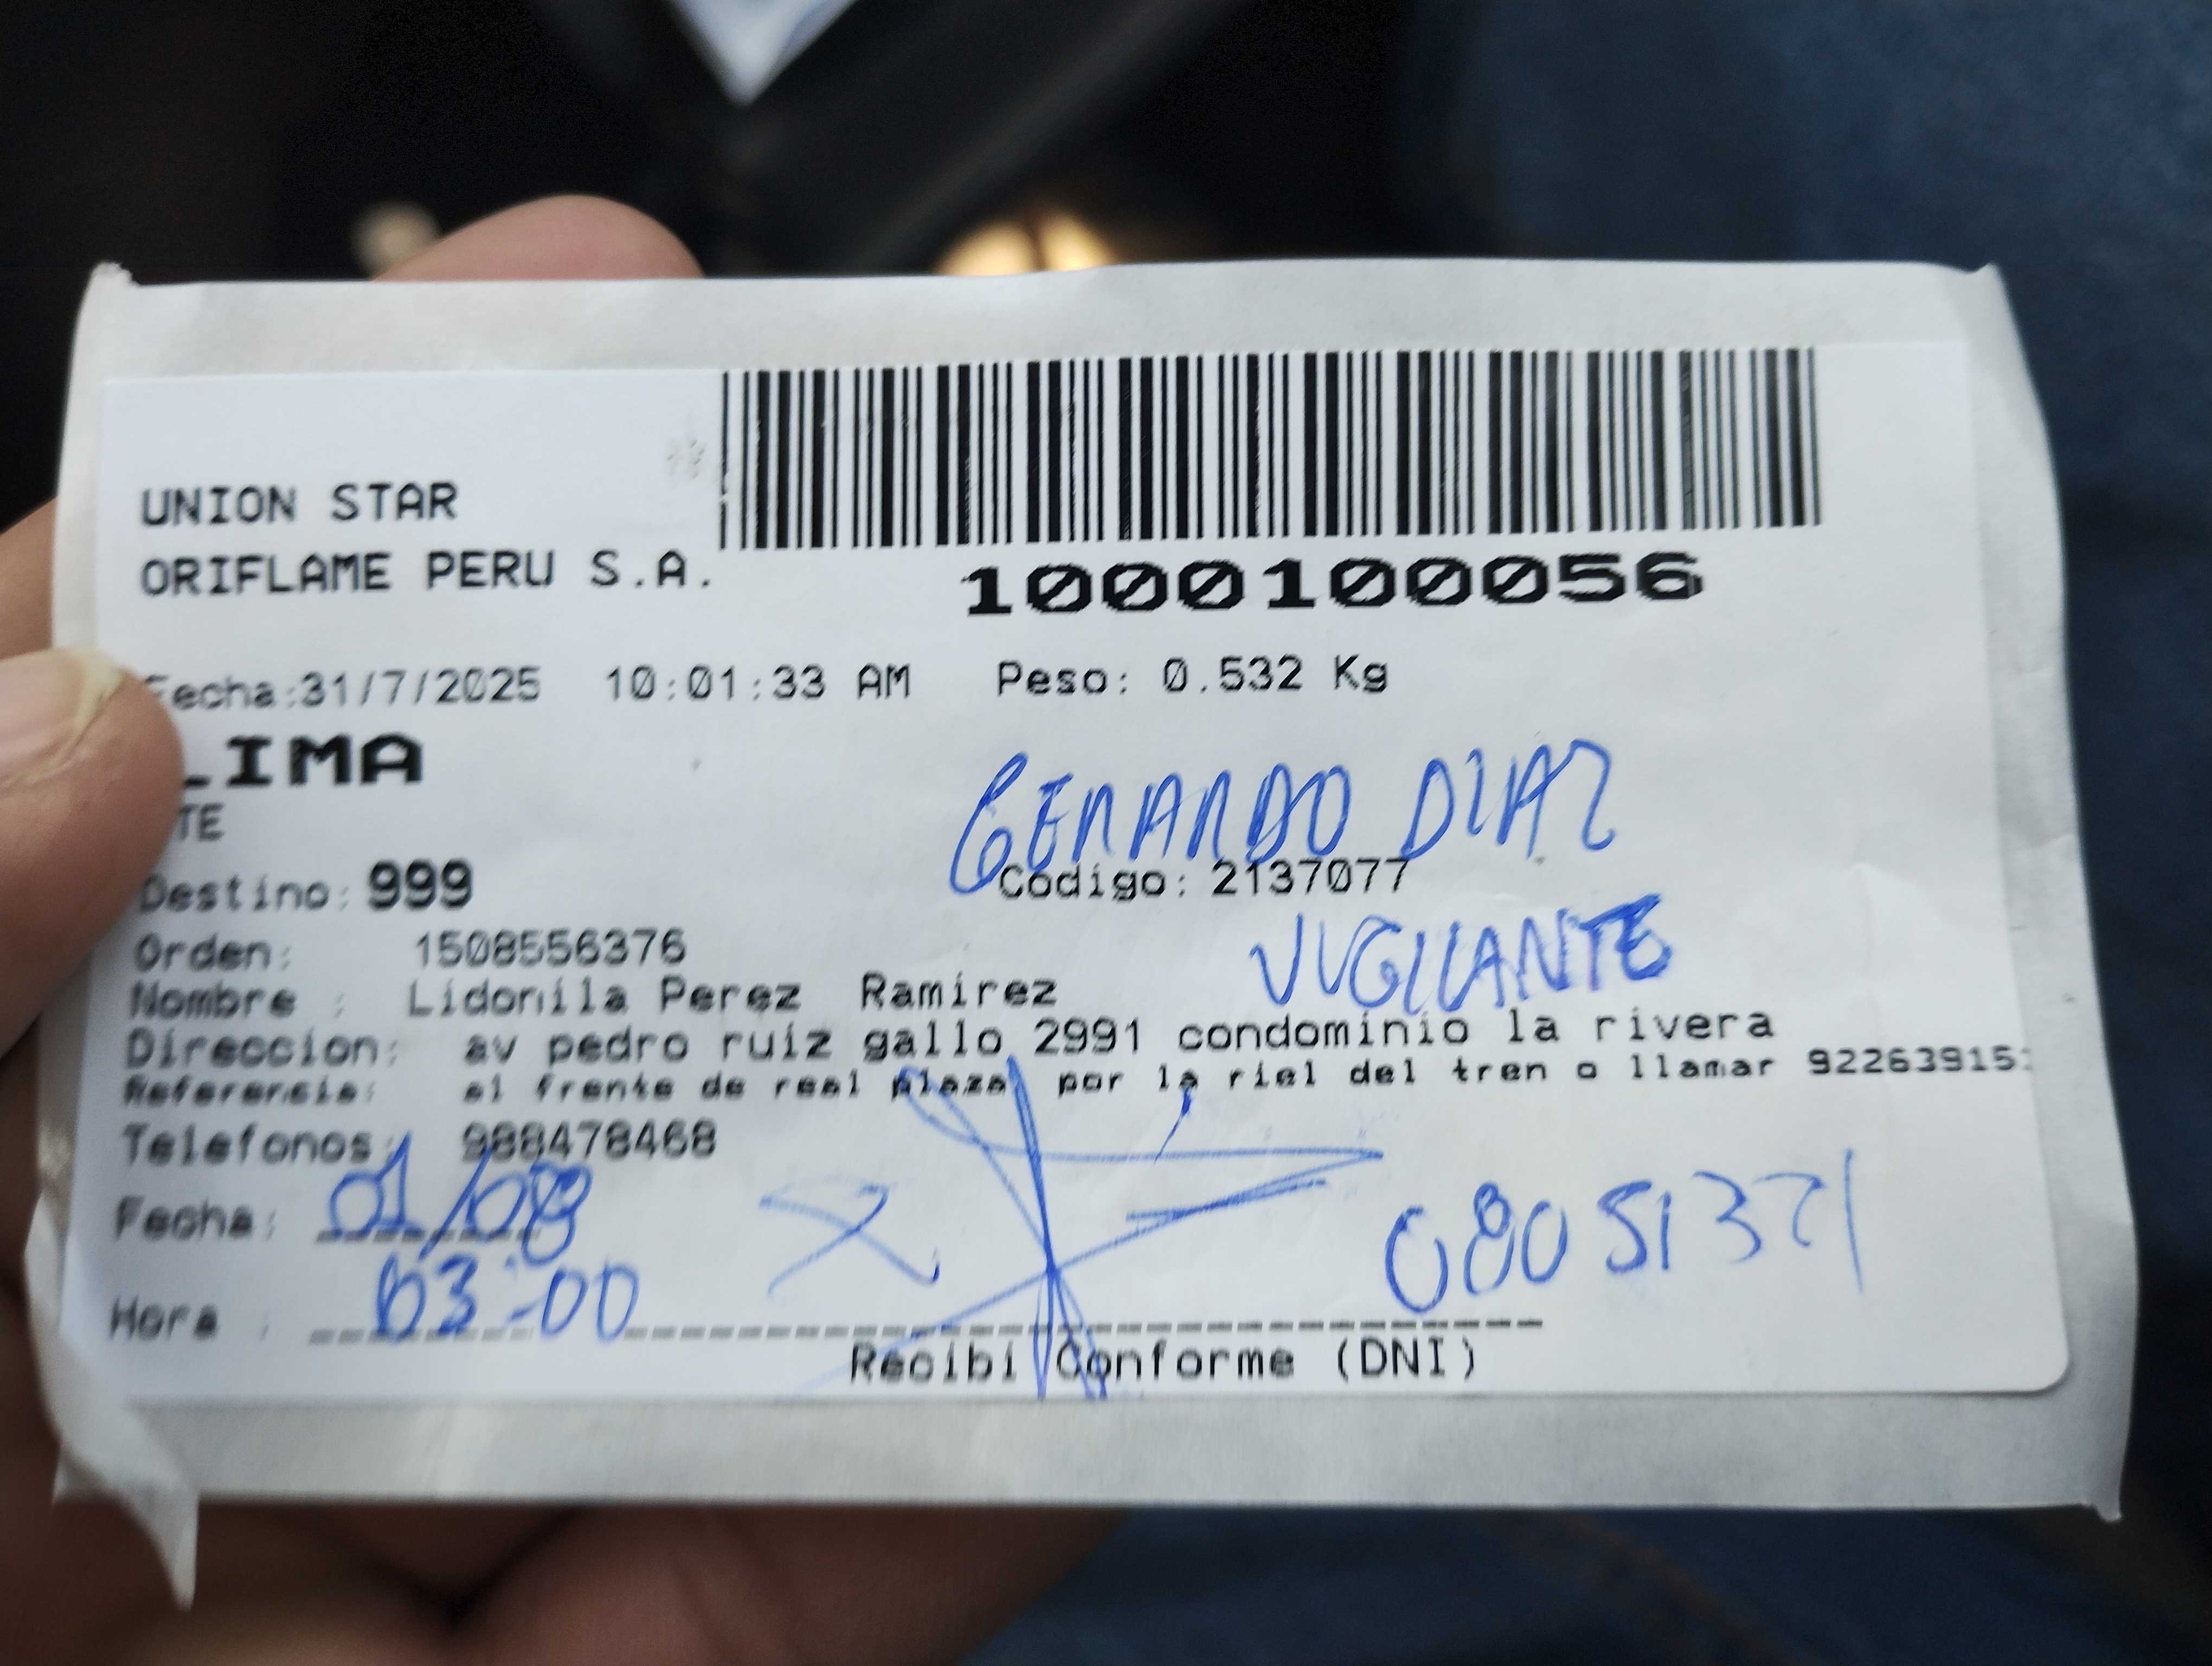 UNION STAR
ORIFLAME PERU S.A.
1000100056
Fecha:31/7/2025 10:01:33 AM Peso: 0.532 Kg
LIMA
TE
GERARDO DIAZ
Destino: 999 Codigo: 2137077
VIGILANTE
Orden: 1508556376
Nombre : Lidonila Perez Ramirez
Direccion: av pedro ruiz gallo 2991 condominio la rivera
Referencia: al frente de real plaza por la riel del tren o llamar 922639151
Telefonos: 988478468
Fecha: 01/08
Hora : 03:00
Recibi Conforme (DNI)